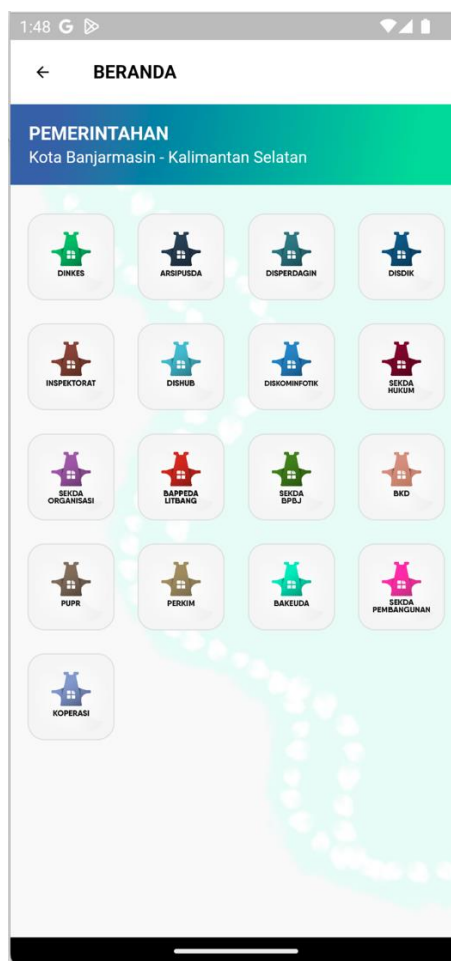 1:48 G
BERANDA
PEMERINTAHAN
Kota Banjarmasin - Kalimantan Selatan
DINKES
ARSIPUSDA
DISPERDAGIN
DISDIK
INSPEKTORAT
DISHUB
DISKOMINFOTIK
SEKDA
HUKUM
SEKDA
ORGANISASI
BAPPEDA
LITBANG
SEKDA
BPBJ
BKD
PUPR
PERKIM
BAKEUDA
SEKDA
PEMBANGUNAN
KOPERASI